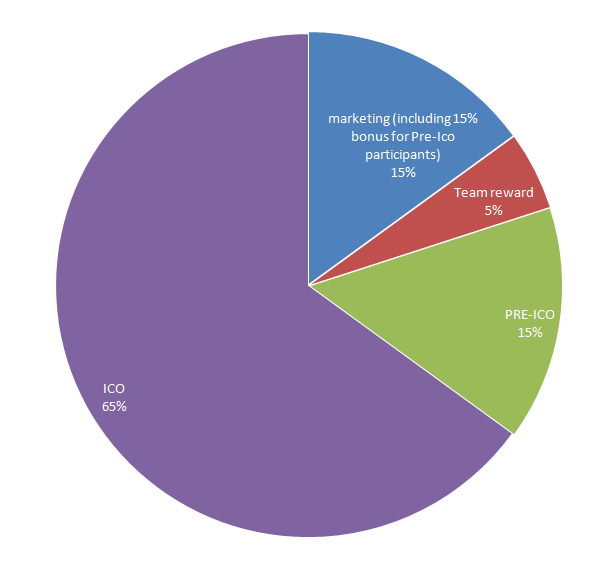 marketing (including 15%
bonus for Pre-Ico
participants)
15%
Team reward
5%
PRE-ICO
15%
ICO
65%